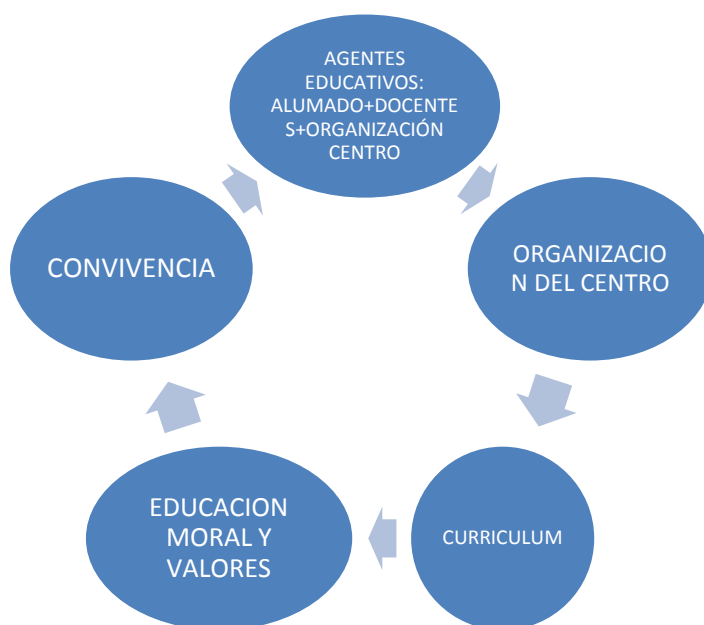 AGENTES
EDUCATIVOS:
ALUMADO+DOCENTE
S+ORGANIZACIÓN
CENTRO
CONVIVENCIA
ORGANIZACIO
N DEL CENTRO
EDUCACION
MORAL Y
VALORES
CURRICULUM